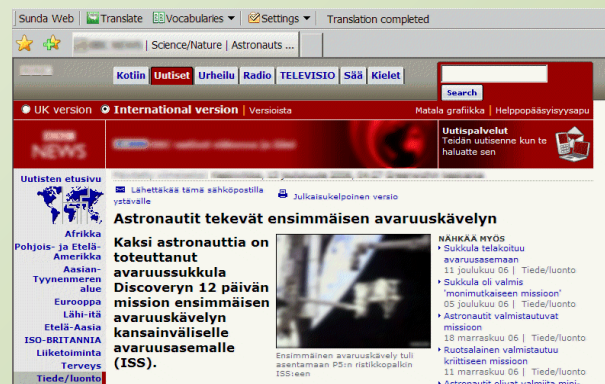 Sunda Web | Translate Vocabularies ▼ | Settings ▼ Translation completed
| Science/Nature | Astronauts ...
Kotiin Uutiset Urheilu Radio TELEVISIO Sää Kielet
Search
UK version International version | Versioista
Matala grafiikka | Helppopääsyisyysapu
NEWS
Uutispalvelut
Teidän uutisenne kun te
haluatte sen
Uutisten etusivu
Afrikka
Pohjois- ja Etelä-
Amerikka
Aasian-
Tyynenmeren
alue
Eurooppa
Lähi-itä
Etelä-Aasia
ISO-BRITANNIA
Liiketoiminta
Terveys
Tiede/luonto
Lähettäkää tämä sähköpostilla
ystävälle
Julkaisukelpoinen versio
Astronautit tekevät ensimmäisen avaruuskävelyn
Kaksi astronauttia on
toteuttanut
avaruussukkula
Discoveryn 12 päivän
mission ensimmäisen
avaruuskävelyn
kansainväliselle
avaruusasemalle
(ISS).
Ensimmäinen avaruuskävely tuli
asentamaan P5:n ristikkopalkin
ISS:een
NÄHKÄÄ MYÖS
Sukkula telakoituu
avaruusasemaan
11 joulukuu 06 | Tiede/luonto
Sukkula oli valmis
'monimutkaiseen missioon'
05 joulukuu 06 | Tiede/luonto
Astronautit valmistautuvat
missioon
18 marraskuu 06 | Tiede/luonto
Ruotsalainen valmistautuu
kriittiseen missioon
11 marraskuu 06 | Tiede/luonto
Astronautit olivat valmiita mini-